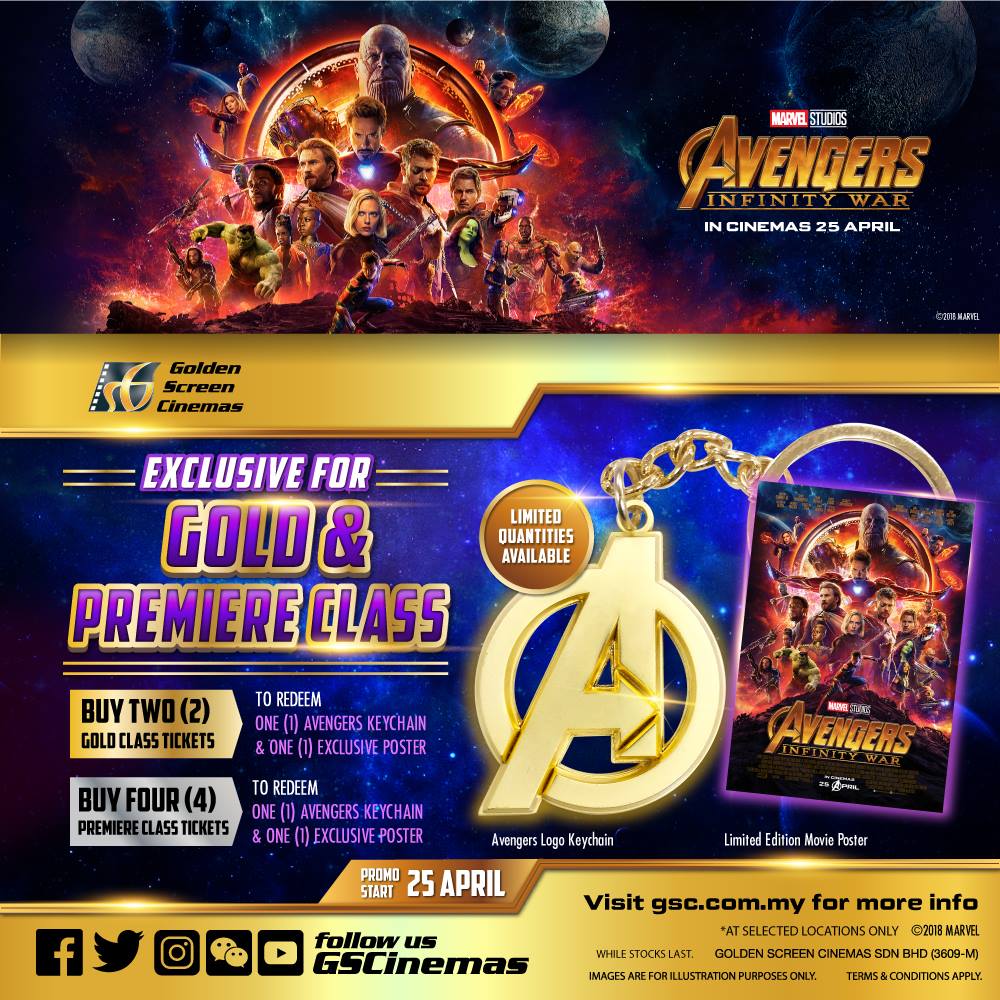 MARVEL STUDIOS
AVENGERS
INFINITY WAR
IN CINEMAS 25 APRIL
©2018 MARVEL
Golden
Screen
Cinemas
EXCLUSIVE FOR
GOLD &
PREMIERE CLASS
LIMITED
QUANTITIES
AVAILABLE
BUY TWO (2)
GOLD CLASS TICKETS
TO REDEEM
ONE (1) AVENGERS KEYCHAIN
& ONE (1) EXCLUSIVE POSTER
BUY FOUR (4)
PREMIERE CLASS TICKETS
TO REDEEM
ONE (1) AVENGERS KEYCHAIN
& ONE (1) EXCLUSIVE POSTER
MARVEL STUDIOS
AVENGERS
INFINITY WAR
IN CINEMAS
25 APRIL
Avengers Logo Keychain
Limited Edition Movie Poster
PROMO
START 25 APRIL
Visit gsc.com.my for more info
*AT SELECTED LOCATIONS ONLY ©2018 MARVEL
WHILE STOCKS LAST. GOLDEN SCREEN CINEMAS SDN BHD (3609-M)
IMAGES ARE FOR ILLUSTRATION PURPOSES ONLY. TERMS & CONDITIONS APPLY.
follow us
GSCinemas